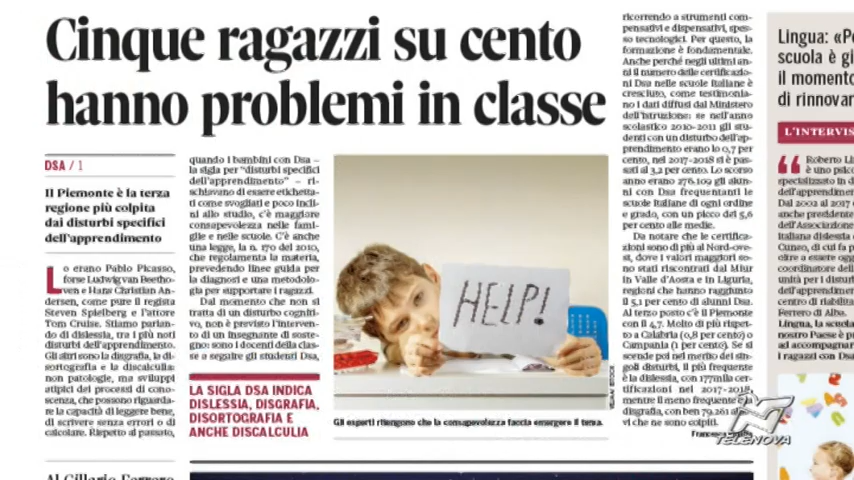 Cinque ragazzi su cento
hanno problemi in classe
DSA / 1
Il Piemonte è la terza
regione più colpita
dai disturbi specifici
dell'apprendimento
Lo erano Pablo Picasso,
forse Ludwig van Beetho-
ven e Hans Christian An-
dersen, come pure il regista
Steven Spielberg e l'attore
Tom Cruise. Stiamo parlan-
do di dislessia, tra i più noti
disturbi dell'apprendimento.
Gli altri sono la disgrafia, la di-
sortografia e la discalculia:
non patologie, ma sviluppi
atipici dei processi di cono-
scenza, che possono riguarda-
re la capacità di leggere bene,
di scrivere senza errori o di
calcolare. Rispetto al passato,
quando i bambini con Dsa –
la sigla per "disturbi specifici
dell'apprendimento" – ri-
schiavano di essere etichetta-
ti come svogliati e poco incli-
ni allo studio, c'è maggiore
consapevolezza nelle fami-
glie e nelle scuole. C'è anche
una legge, la n. 170 del 2010,
che regolamenta la materia,
prevedendo linee guida per
la diagnosi e una metodolo-
gia per supportare i ragazzi.
Dal momento che non si
tratta di un disturbo cogniti-
vo, non è previsto l'interven-
to di un insegnante di soste-
gno: sono i docenti della clas-
se a seguire gli studenti Dsa,
LA SIGLA DSA INDICA
DISLESSIA, DISGRAFIA,
DISORTOGRAFIA E
ANCHE DISCALCULIA
HELP!
Gli esperti ritengono che la consapevolezza faccia emergere il tema.
ricorrendo a strumenti com-
pensativi e dispensativi, spes-
so tecnologici. Per questo, la
formazione è fondamentale.
Anche perché negli ultimi an-
ni il numero delle certificazio-
ni Dsa nelle scuole italiane è
cresciuto, come testimonia-
no i dati diffusi dal Ministero
dell'Istruzione: se nell'anno
scolastico 2010-2011 gli stu-
denti con un disturbo dell'ap-
prendimento erano lo 0,7 per
cento, nel 2017-2018 si è pas-
sati al 3,2 per cento. Lo scorso
anno erano 276.109 gli alun-
ni con Dsa frequentanti le
scuole italiane di ogni ordine
e grado, con un picco del 5,6
per cento alle medie.
Da notare che le certifica-
zioni sono di più al Nord-ove-
st, dove i valori maggiori so-
no stati riscontrati dal Miur
in Valle d'Aosta e in Liguria,
regioni che hanno raggiunto
il 5,1 per cento di alunni Dsa.
Al terzo posto c'è il Piemonte
con il 4,7. Molto di più rispet-
to a Calabria (0,8 per cento) o
Campania (1 per cento). Se si
scende poi nel merito dei sin-
goli disturbi, il più frequente
è la dislessia, con 177mila cer-
tificazioni nel 2017-2018,
mentre il meno frequente è la
disgrafia, con ben 79.261
vi che ne sono colpiti.
Lingua: «P
scuola è gi
il momento
di rinnovar
L'INTERVIS
Roberto
è uno psico
specializzato in
dell'apprendimen
Dal 2002 al 2017
anche presidente
dell'Associazione
italiana dislessia
Cuneo, di cui fa p
oltre a essere ogg
coordinatore dell
unità per i disturb
dell'apprendimen
centro di riabilita
Ferrero di Alba.
Lingua, la scuola
nostro Paese è p
ad accompagnar
i ragazzi con Dsa
TELENOVA
Al Cillario Ferrero